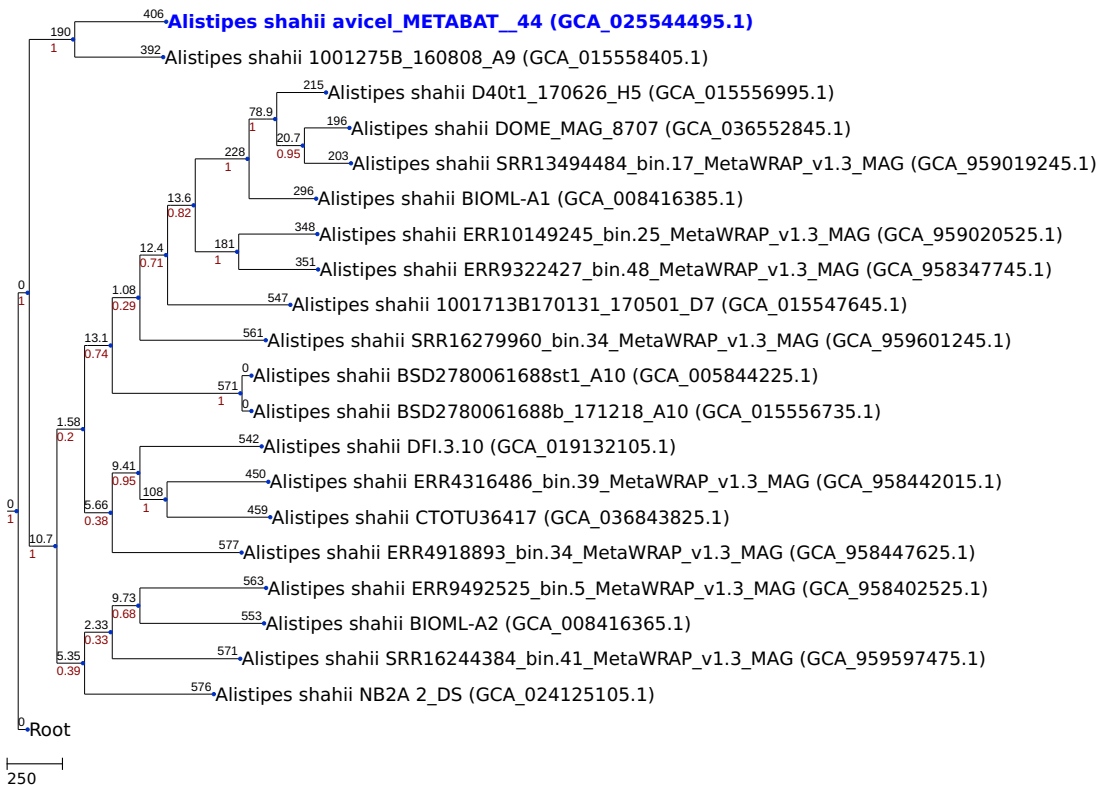 406
Alistipes shahii avicel_METABAT__44 (GCA_025544495.1)
190
1
392
Alistipes shahii 1001275B_160808_A9 (GCA_015558405.1)
215
Alistipes shahii D40t1_170626_H5 (GCA_015556995.1)
78.9
1
196
Alistipes shahii DOME_MAG_8707 (GCA_036552845.1)
20.7
0.95
203
Alistipes shahii SRR13494484_bin.17_MetaWRAP_v1.3_MAG (GCA_959019245.1)
228
1
296
Alistipes shahii BIOML-A1 (GCA_008416385.1)
13.6
0.82
348
Alistipes shahii ERR10149245_bin.25_MetaWRAP_v1.3_MAG (GCA_959020525.1)
181
1
351
Alistipes shahii ERR9322427_bin.48_MetaWRAP_v1.3_MAG (GCA_958347745.1)
12.4
0.71
547
Alistipes shahii 1001713B170131_170501_D7 (GCA_015547645.1)
0
1
1.08
0.29
561
Alistipes shahii SRR16279960_bin.34_MetaWRAP_v1.3_MAG (GCA_959601245.1)
13.1
0.74
0
Alistipes shahii BSD2780061688st1_A10 (GCA_005844225.1)
571
1
0
Alistipes shahii BSD2780061688b_171218_A10 (GCA_015556735.1)
1.58
0.2
542
Alistipes shahii DFI.3.10 (GCA_019132105.1)
9.41
0.95
450
Alistipes shahii ERR4316486_bin.39_MetaWRAP_v1.3_MAG (GCA_958442015.1)
108
1
459
Alistipes shahii CTOTU36417 (GCA_036843825.1)
0
1
5.66
0.38
577
Alistipes shahii ERR4918893_bin.34_MetaWRAP_v1.3_MAG (GCA_958447625.1)
10.7
1
563
Alistipes shahii ERR9492525_bin.5_MetaWRAP_v1.3_MAG (GCA_958402525.1)
9.73
0.68
553
Alistipes shahii BIOML-A2 (GCA_008416365.1)
2.33
0.33
571
Alistipes shahii SRR16244384_bin.41_MetaWRAP_v1.3_MAG (GCA_959597475.1)
5.35
0.39
576
Alistipes shahii NB2A 2_DS (GCA_024125105.1)
0
Root
250